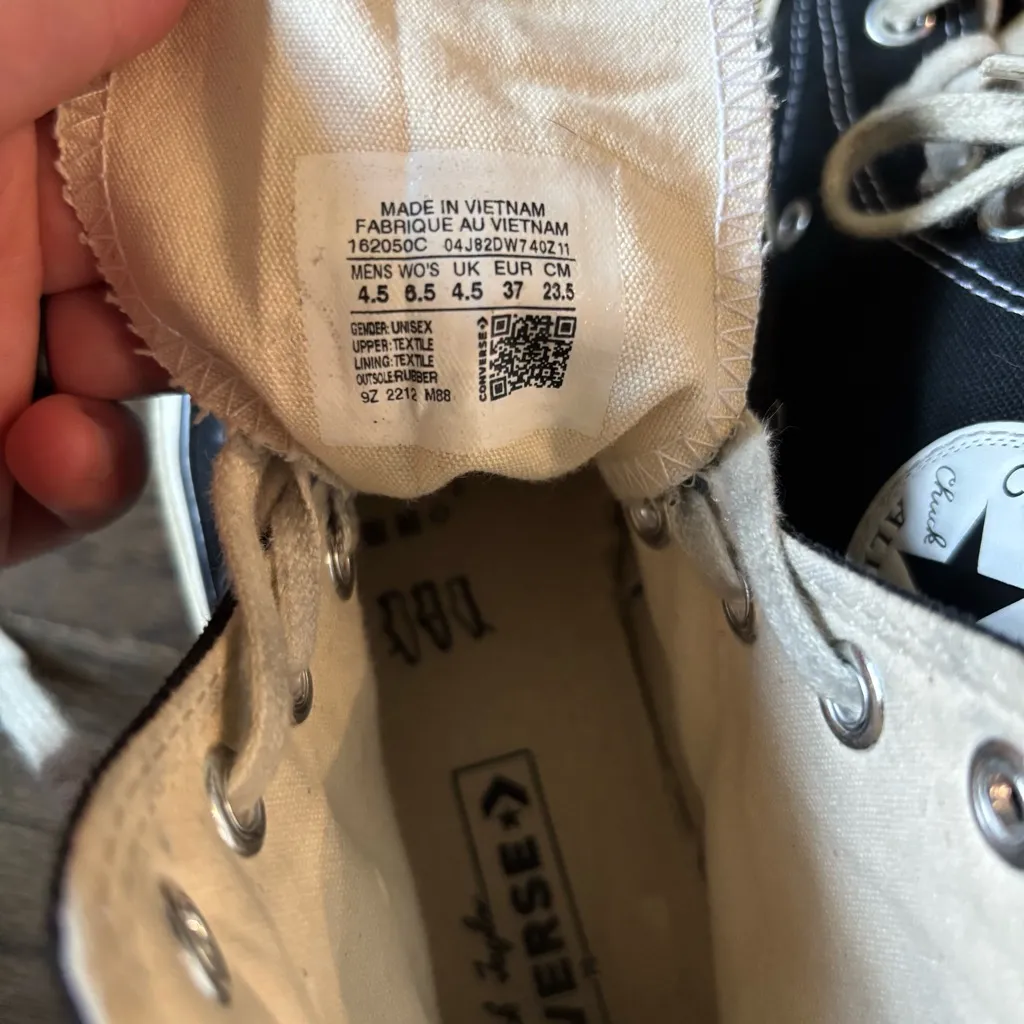 MADE IN VIETNAM
FABRIQUE AU VIETNAM
162050C 04J82DW740Z11
MENS WO'S UK EUR CM
4.5 6.5 4.5 37 23.5
GENDER: UNISEX
UPPER: TEXTILE
LINING: TEXTILE
OUTSOLE:RUBBER
9Z 2212 M88
CONVERSE
Chuck